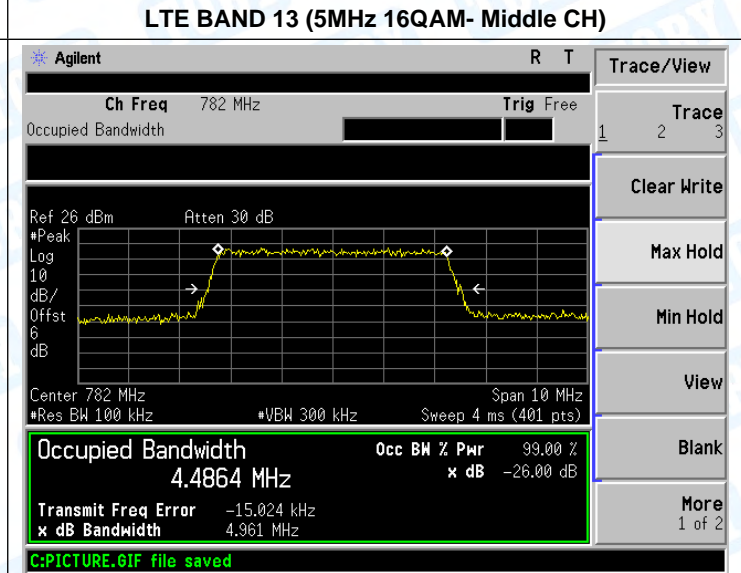 LTE BAND 13 (5MHz 16QAM- Middle CH)
Agilent R T
Trace/View
Ch Freq 782 MHz Trig Free
Occupied Bandwidth
Trace
1 2 3
Clear Write
Ref 26 dBm Atten 30 dB
#Peak
Log
10
dB/
Offst
6
dB
Max Hold
Min Hold
View
Center 782 MHz Span 10 MHz
#Res BW 100 kHz #VBW 300 kHz Sweep 4 ms (401 pts)
Occupied Bandwidth
4.4864 MHz
Occ BW % Pwr 99.00 %
x dB -26.00 dB
Blank
Transmit Freq Error -15.024 kHz
x dB Bandwidth 4.961 MHz
More
1 of 2
C:PICTURE.GIF file saved